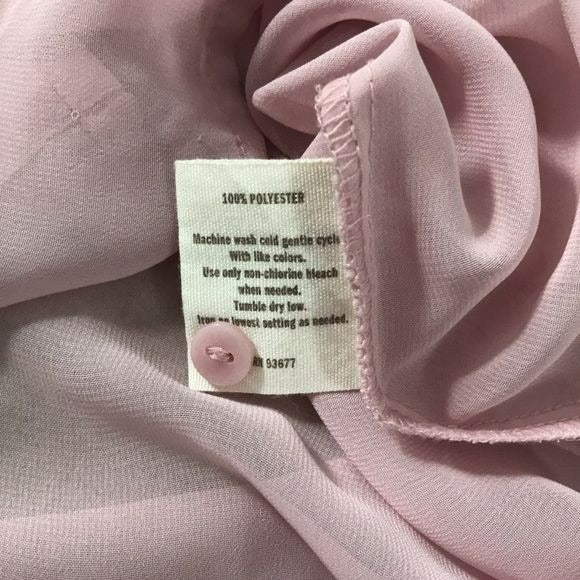 100% POLYESTER
Machine wash cold gentle cycle
With like colors.
Use only non-chlorine bleach
when needed.
Tumble dry low.
Iron on lowest setting as needed.
RN 93677